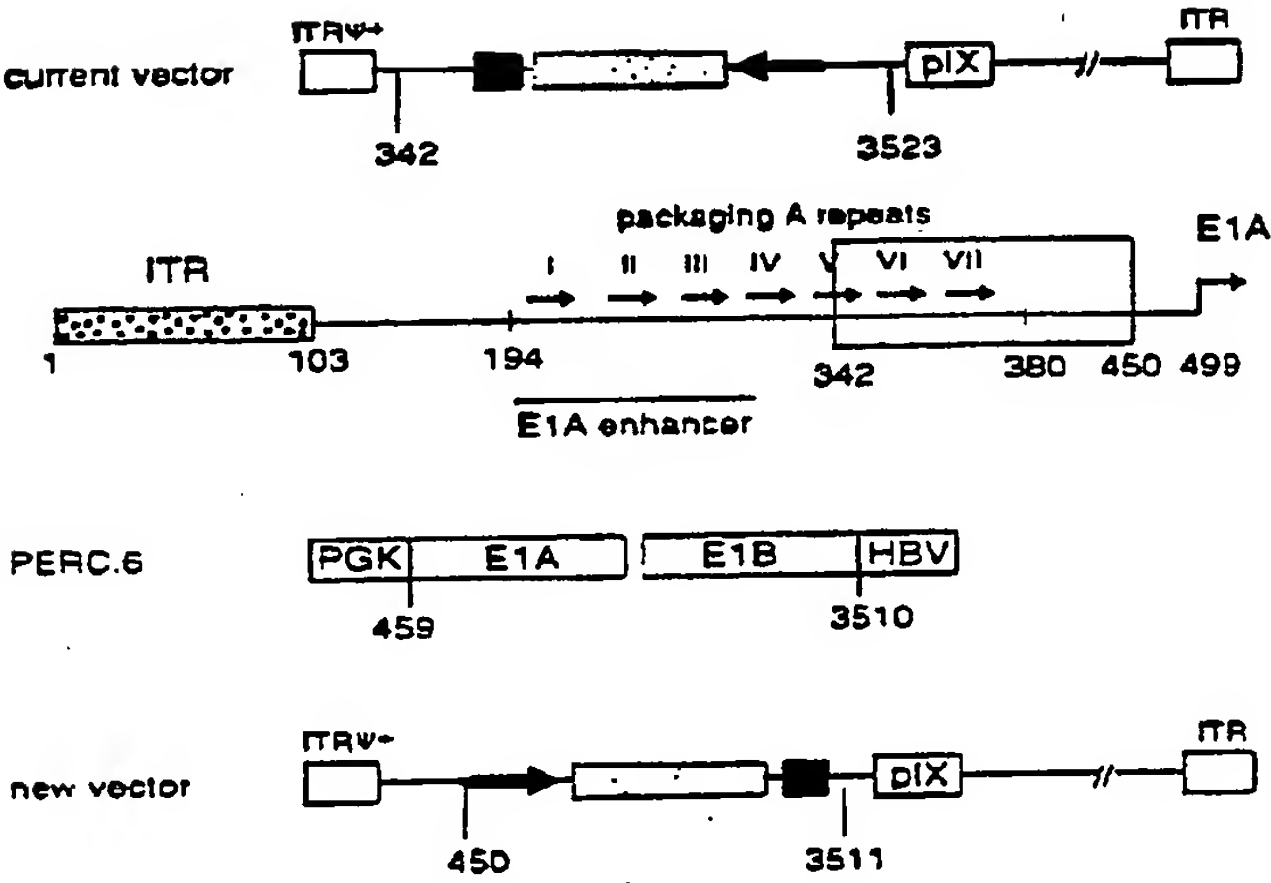 ITRΨ+ ITR
current vector pIX
342 3523
packaging A repeats
E1A
ITR I II III IV V VI VII
1 103 194 342 380 450 499
E1A enhancer
PERC.6 PGK E1A E1B HBV
459 3510
ITRΨ+ ITR
new vector pIX
450 3511